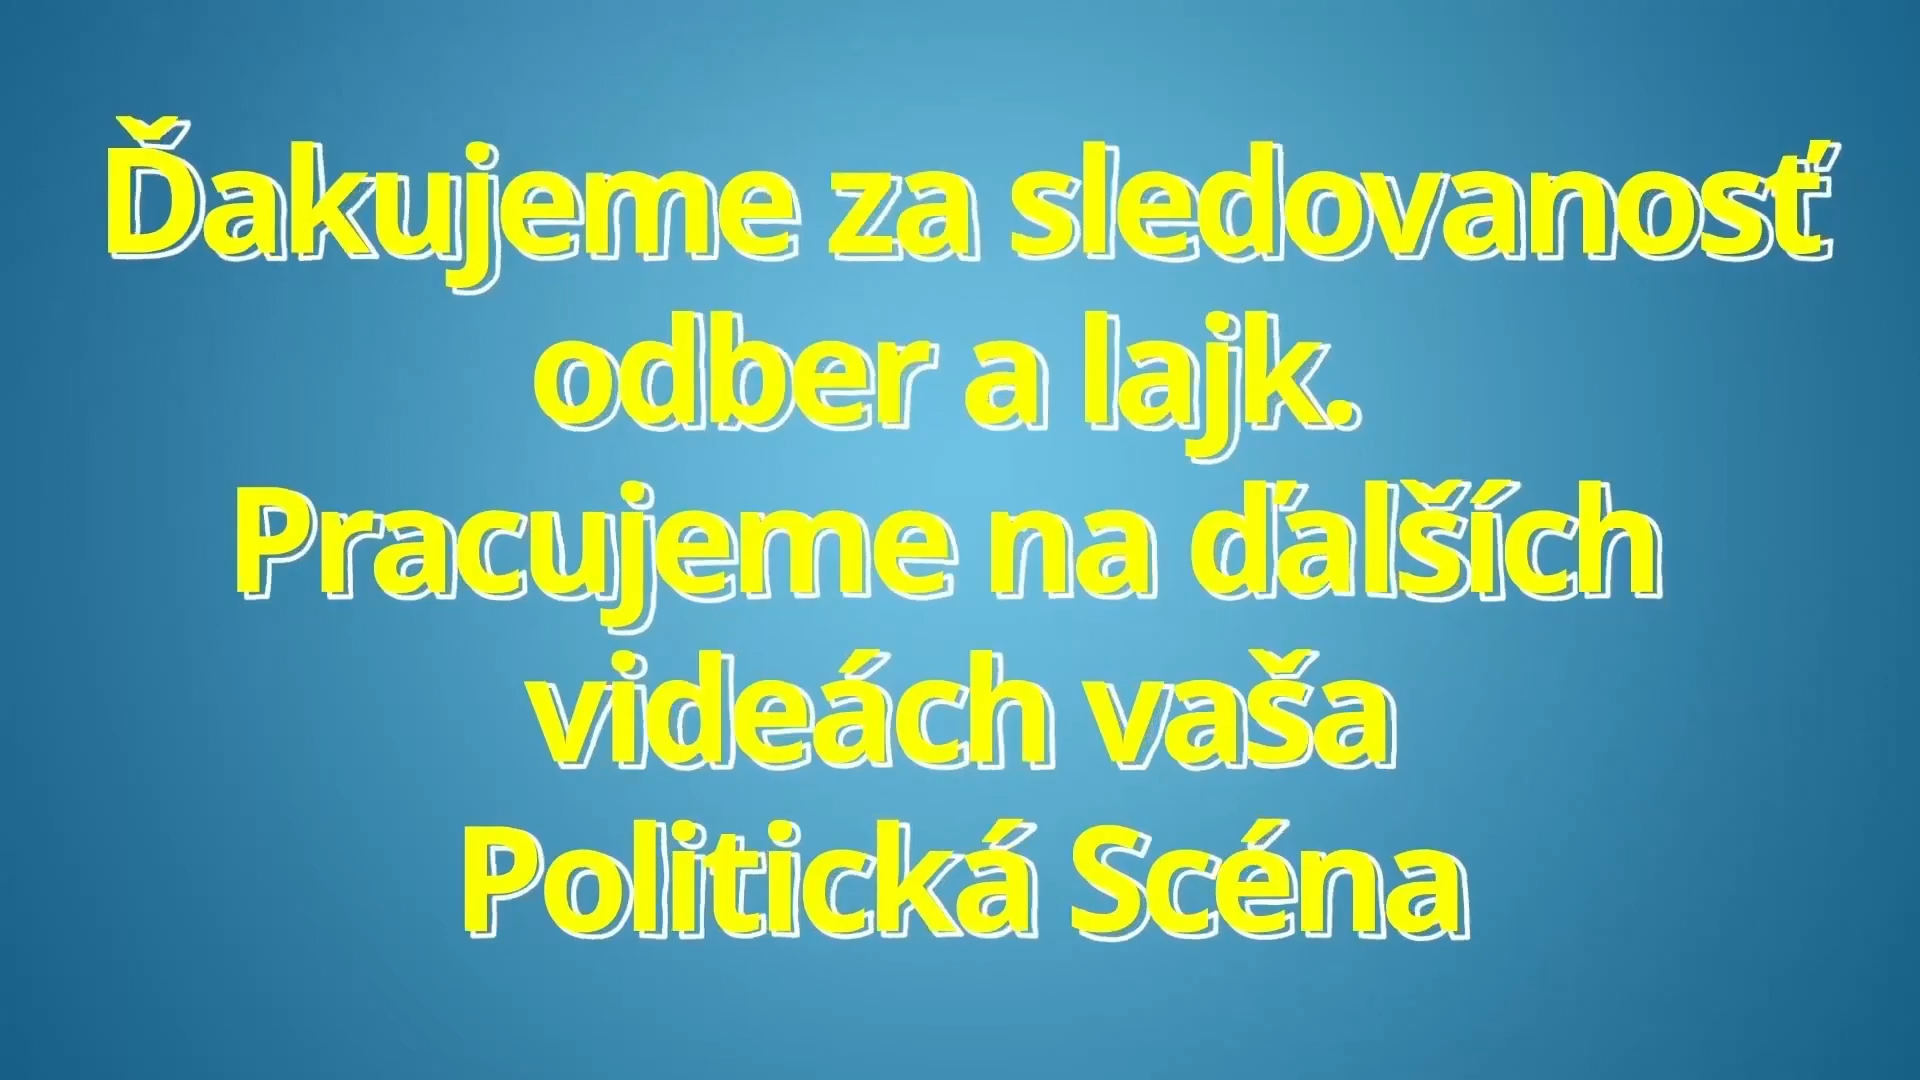 Ďakujeme za sledovanosť
odber a lajk.
Pracujeme na ďalších
videách vaša
Politická Scéna